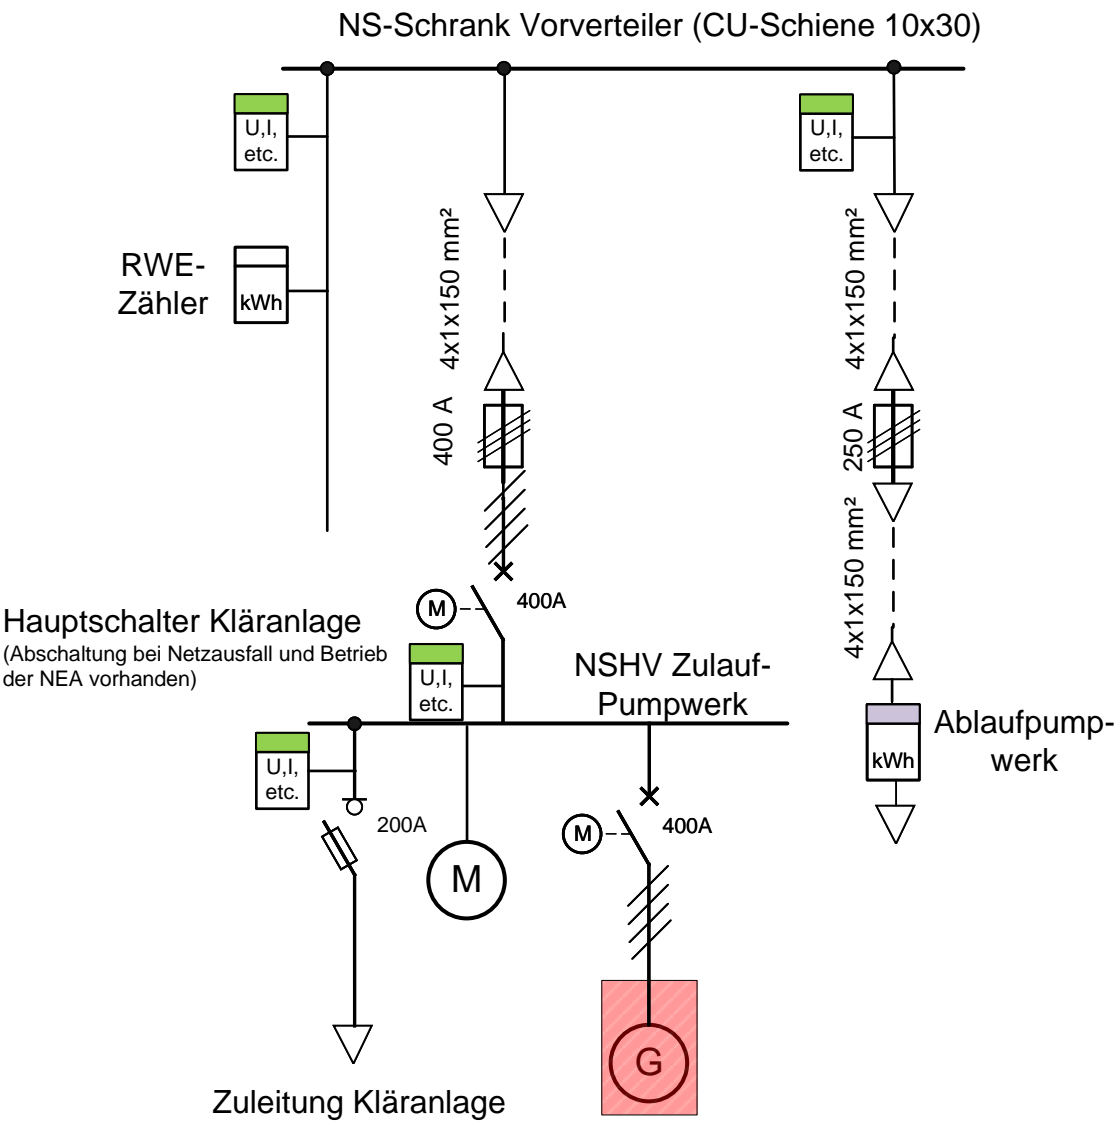 NS-Schrank Vorverteiler (CU-Schiene 10x30)
U,I,
etc.
U,I,
etc.
RWE-
Zähler
kWh
4x1x150 mm²
4x1x150 mm²
400 A
250 A
4x1x150 mm²
M
400A
Hauptschalter Kläranlage
(Abschaltung bei Netzausfall und Betrieb
der NEA vorhanden)
U,I,
etc.
NSHV Zulauf-
Pumpwerk
kWh
Ablaufpump-
werk
U,I,
etc.
200A
M
M
400A
G
Zuleitung Kläranlage